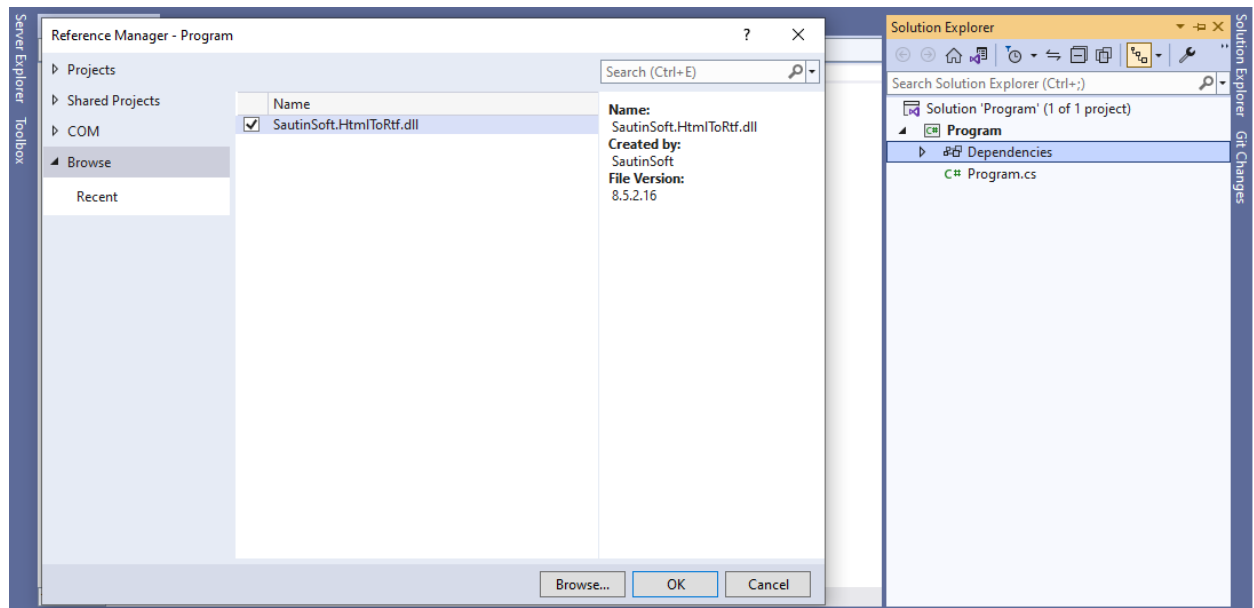 Server Explorer
Toolbox
Reference Manager - Program
? X
Projects
Shared Projects
COM
Browse
Recent
Name
SautinSoft.HtmlToRtf.dll
Search (Ctrl+E)
Name:
SautinSoft.HtmlToRtf.dll
Created by:
SautinSoft
File Version:
8.5.2.16
Browse...
OK
Cancel
Solution Explorer
Search Solution Explorer (Ctrl+;)
Solution 'Program' (1 of 1 project)
C# Program
Dependencies
C# Program.cs
Solution Explorer
Git Changes